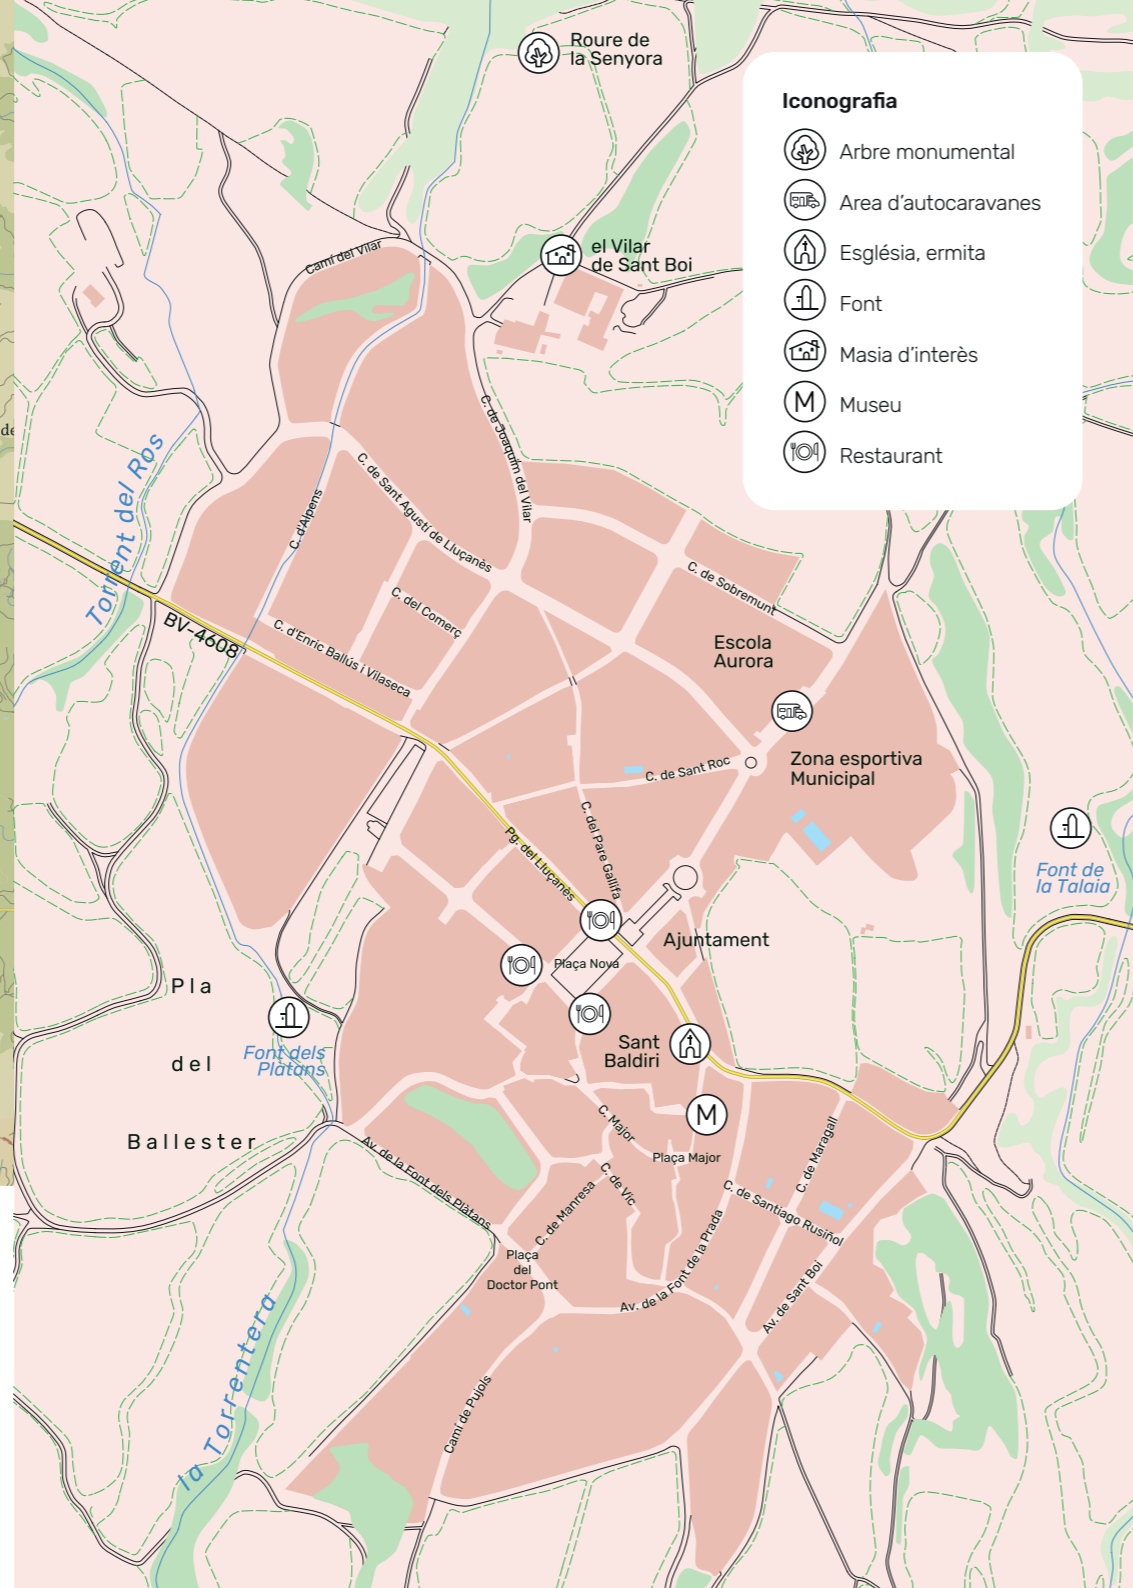 Roure de
la Senyora
Iconografia
Arbre monumental
Area d'autocaravanes
Església, ermita
Font
Masia d'interès
M Museu
Restaurant
el Vilar
de Sant Boi
Camí del Vilar
de
Torrent del Ros
C. de Joaquim del Vilar
C. de Sant Agustí de Lluçanès
C. d'Alpens
C. de Sobremunt
C. del Comerç
BV-4608
C. d'Enric Ballús i Vilaseca
Escola
Aurora
Zona esportiva
Municipal
C. de Sant Roc
C. del Pare Gallifa
Pg. del Lluçanès
Font de
la Talaia
Ajuntament
Plaça Nova
Pla
del
Ballester
Font dels
Plàtans
Sant
Baldiri
M
C. Major
Plaça Major
C. de Maragall
Av. de la Font dels Plàtans
C. de Vic
C. de Manresa
C. de Santiago Rusiñol
Plaça
del
Doctor Pont
Av. de la Font de la Prada
Av. de Sant Boi
la Torrentera
Camí de Pujols